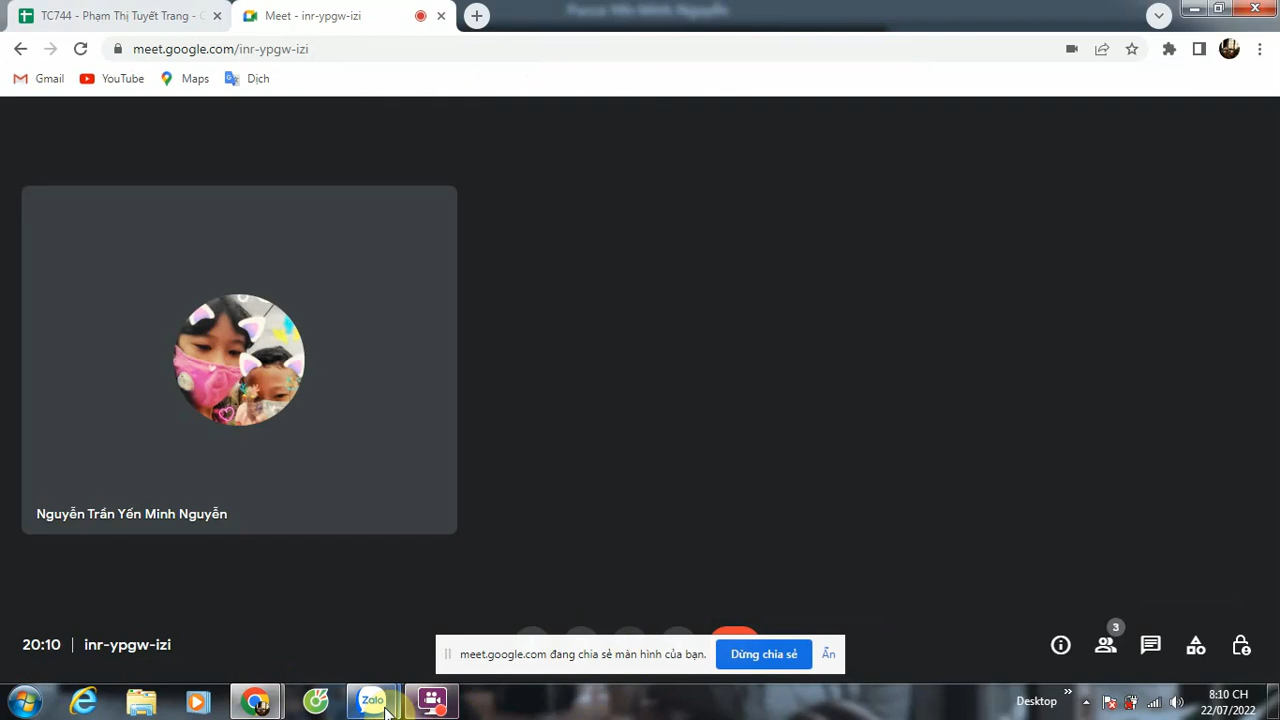 TC744 - Phạm Thị Tuyết Trang - C
Meet - inr-ypgw-izi
meet.google.com/inr-ypgw-izi
Gmail
YouTube
Maps
Dịch
Nguyễn Trần Yến Minh Nguyễn
20:10 | inr-ypgw-izi
meet.google.com đang chia sẻ màn hình của bạn.
Dừng chia sẻ
Ẩn
3
Zalo
Desktop
8:10 CH
22/07/2022